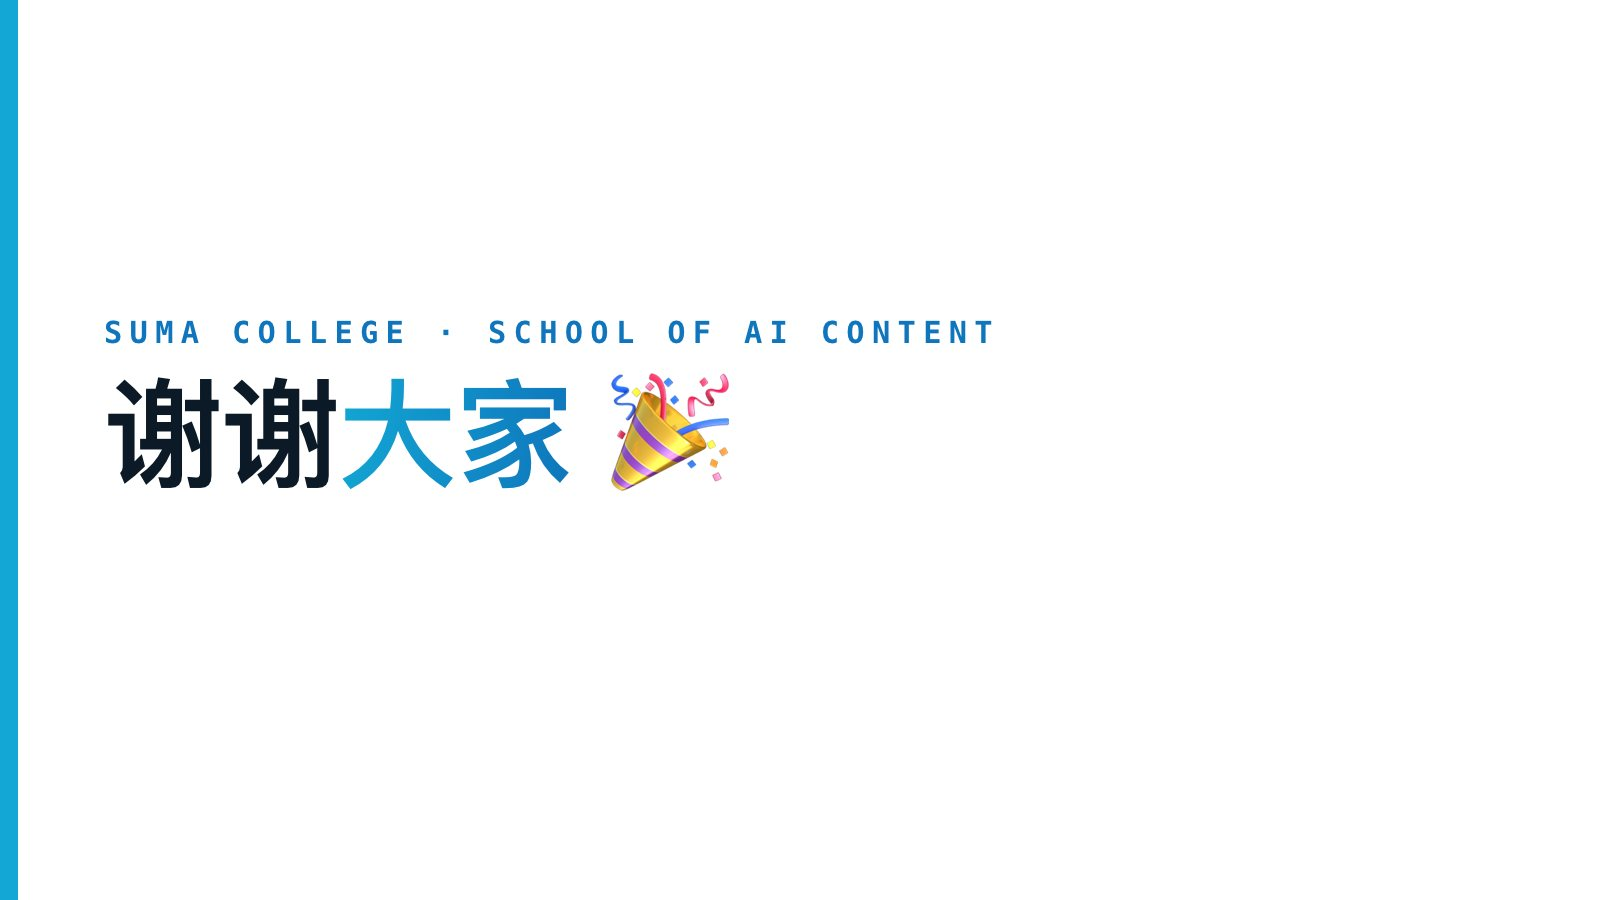 SUMA COLLEGE · SCHOOL OF AI CONTENT
谢谢大家 🎉